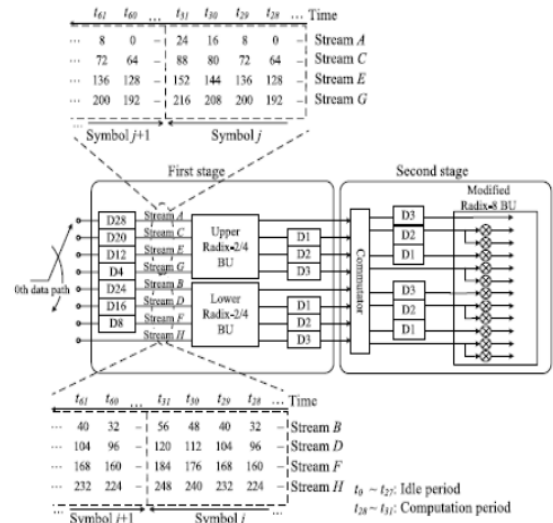 t61 t60 ... t31 t30 t29 t28 ... Time
... 8 0 – 24 16 8 0 – Stream A
... 72 64 – 88 80 72 64 – Stream C
... 136 128 – 152 144 136 128 – Stream E
... 200 192 – 216 208 200 192 – Stream G
Symbol j+1 Symbol j
First stage
Second stage
Modified
Radix-8 BU
0th data path
D28
D20
D12
D4
D24
D16
D8
Stream A
Stream C
Stream E
Stream G
Stream B
Stream D
Stream F
Stream H
Upper
Radix-2/4
BU
Lower
Radix-2/4
BU
D1
D2
D3
D1
D2
D3
Commutator
D3
D2
D1
D3
D2
D1
t61 t60 ... t31 t30 t29 t28 ... Time
... 40 32 – 56 48 40 32 – Stream B
... 104 96 – 120 112 104 96 – Stream D
... 168 160 – 184 176 168 160 – Stream F
... 232 224 – 248 240 232 224 – Stream H
... Symbol j+1 Symbol j
t0 ~ t27: Idle period
t28 ~ t31: Computation period